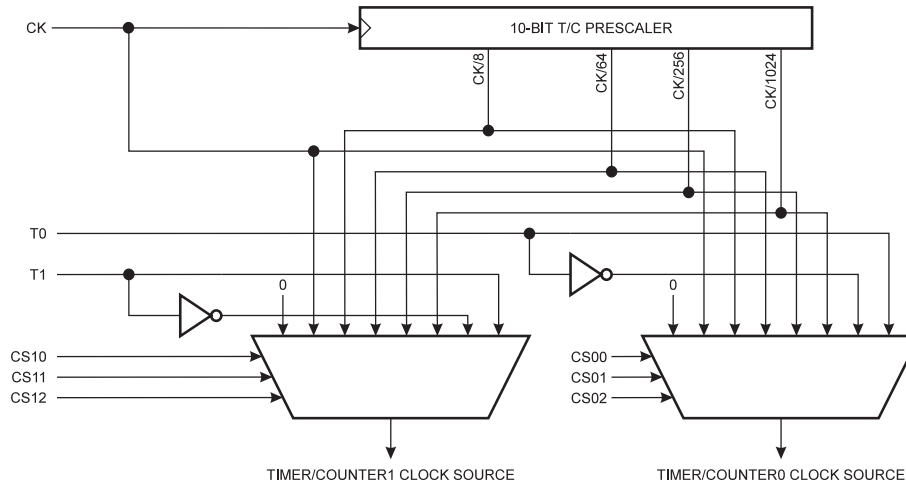 CK
10-BIT T/C PRESCALER
CK/8
CK/64
CK/256
CK/1024
T0
T1
0
0
CS10
CS11
CS12
CS00
CS01
CS02
TIMER/COUNTER1 CLOCK SOURCE
TIMER/COUNTER0 CLOCK SOURCE